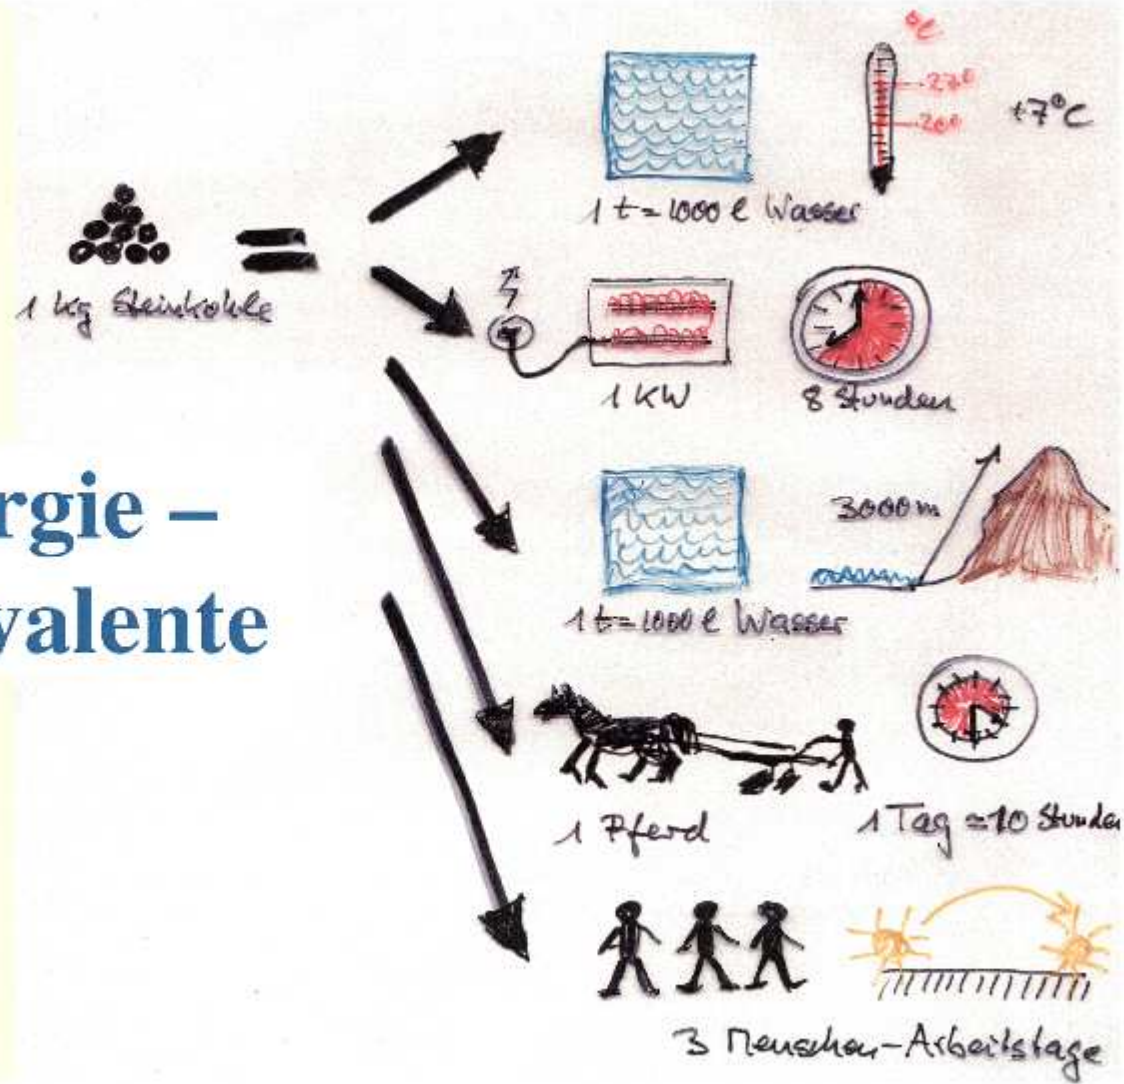 °C
27°
20°
+7°C
1 t = 1000 l Wasser
1 kg Steinkohle
1 KW
8 Stunden
rgie –
valente
3000 m
1 t = 1000 l Wasser
1 Pferd
1 Tag = 10 Stunden
3 Menschen-Arbeitstage